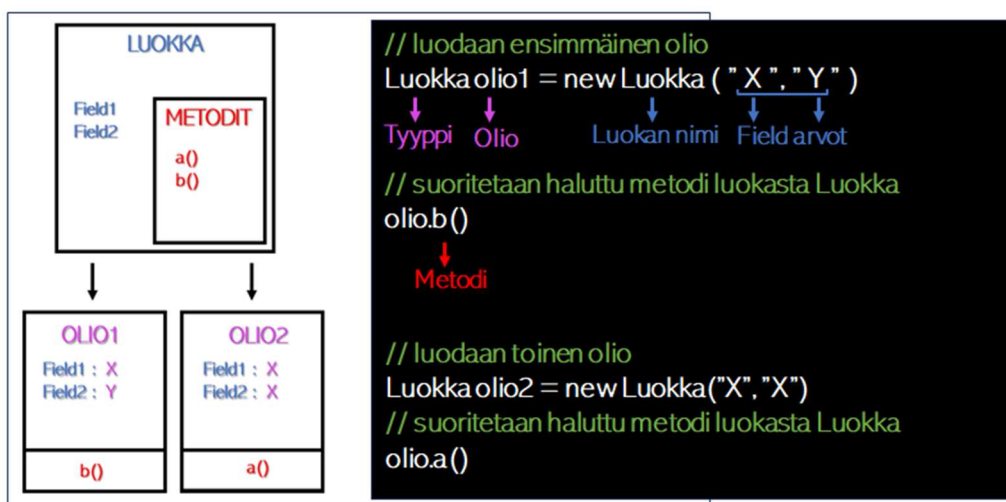 LUOKKA
Field1
Field2
METODIT
a()
b()
OLIO1
Field1 : X
Field2 : Y
b()
OLIO2
Field1 : X
Field2 : X
a()
// luodaan ensimmäinen olio
Luokka olio1 = new Luokka ( ” X ”, ” Y ” )
Tyyppi Olio Luokan nimi Field arvot
// suoritetaan haluttu metodi luokasta Luokka
olio.b ()
Metodi
// luodaan toinen olio
Luokka olio2 = new Luokka(”X”, ”X”)
// suoritetaan haluttu metodi luokasta Luokka
olio.a ()